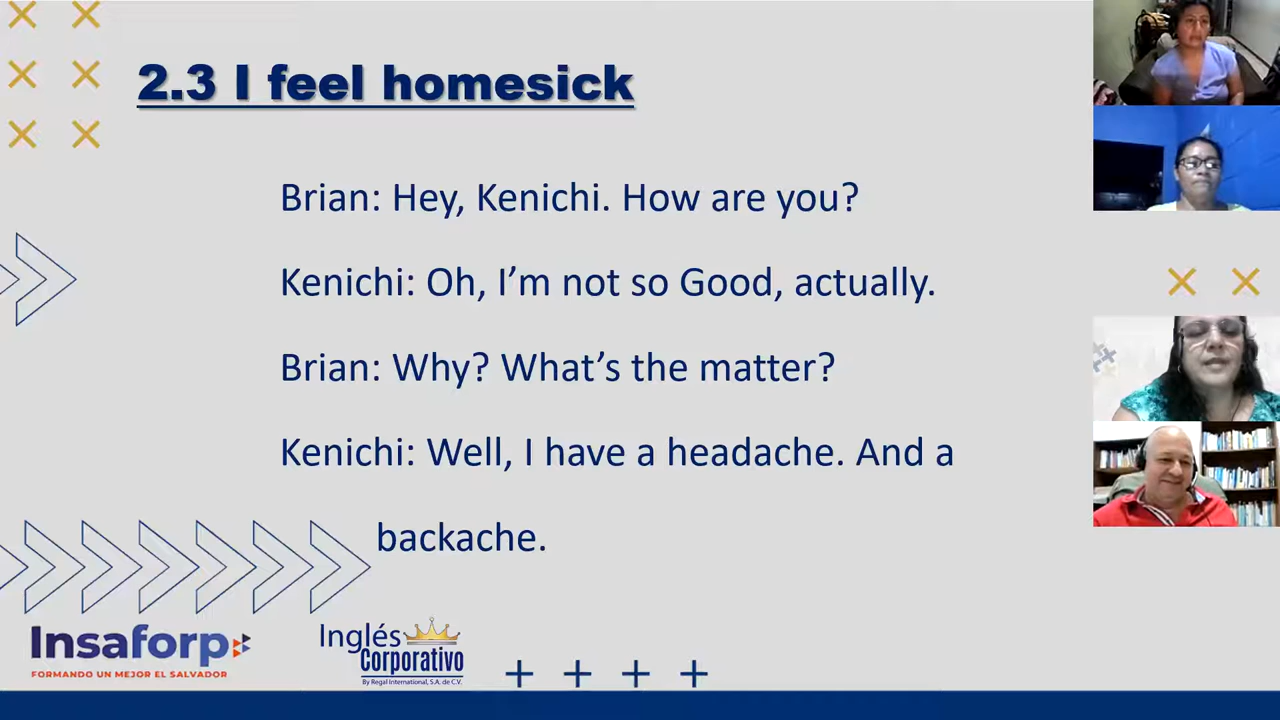 2.3 I feel homesick
Brian: Hey, Kenichi. How are you?
Kenichi: Oh, I’m not so Good, actually.
Brian: Why? What’s the matter?
Kenichi: Well, I have a headache. And a
backache.
Insaforp
FORMANDO UN MEJOR EL SALVADOR
Inglés
Corporativo
By Regal International, S.A. de C.V.